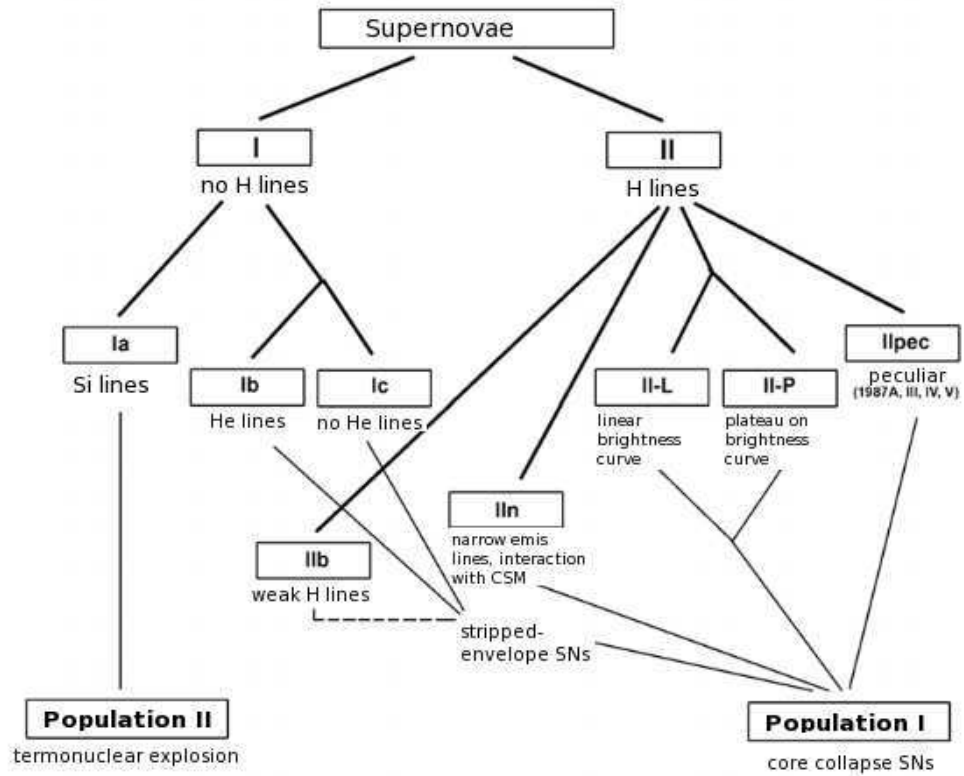 Supernovae
I
no H lines
II
H lines
Ia
Si lines
Ib
He lines
Ic
no He lines
II-L
linear
brightness
curve
II-P
plateau on
brightness
curve
IIpec
peculiar
(1987A, III, IV, V)
IIn
narrow emis
lines, interaction
with CSM
IIb
weak H lines
stripped-
envelope SNs
Population II
termonuclear explosion
Population I
core collapse SNs